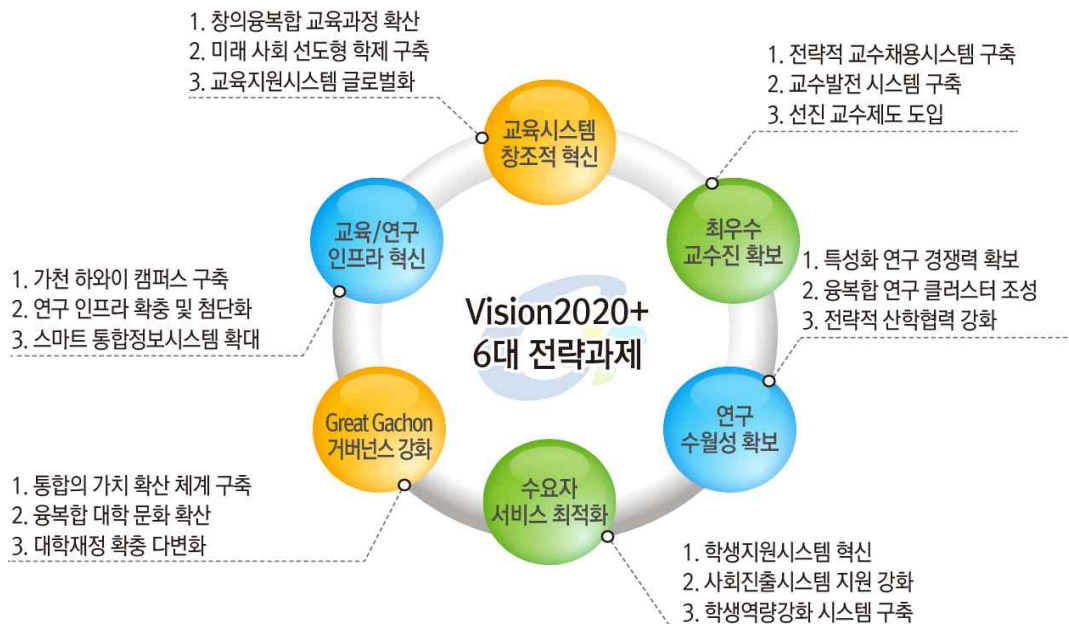 1. 창의융복합 교육과정 확산
2. 미래 사회 선도형 학제 구축
3. 교육지원시스템 글로벌화
교육시스템
창조적 혁신
1. 전략적 교수채용시스템 구축
2. 교수발전 시스템 구축
3. 선진 교수제도 도입
최우수
교수진 확보
1. 특성화 연구 경쟁력 확보
2. 융복합 연구 클러스터 조성
3. 전략적 산학협력 강화
연구
수월성 확보
1. 학생지원시스템 혁신
2. 사회진출시스템 지원 강화
3. 학생역량강화 시스템 구축
수요자
서비스 최적화
Great Gachon
거버넌스 강화
1. 통합의 가치 확산 체계 구축
2. 융복합 대학 문화 확산
3. 대학재정 확충 다변화
교육/연구
인프라 혁신
1. 가천 하와이 캠퍼스 구축
2. 연구 인프라 확충 및 첨단화
3. 스마트 통합정보시스템 확대
Vision2020+
6대 전략과제